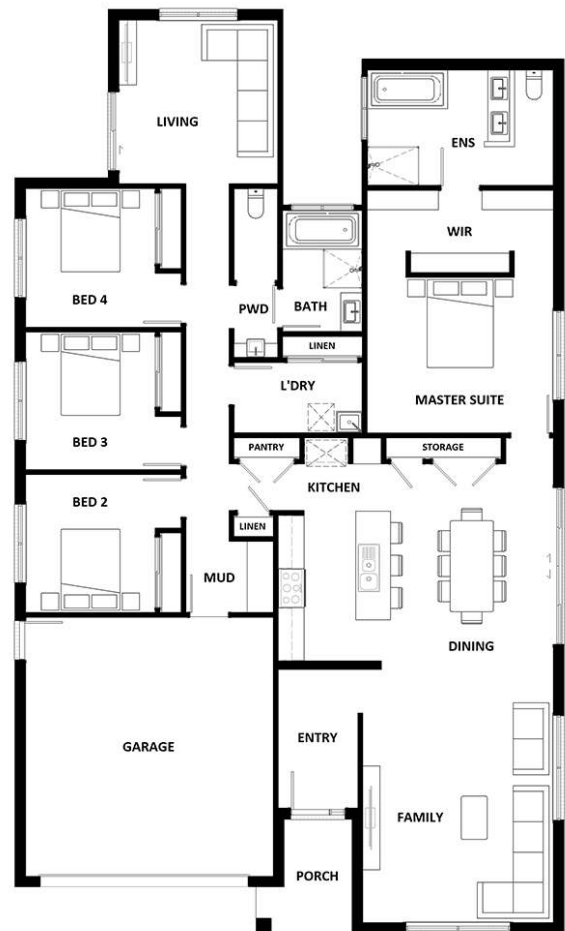 LIVING
ENS
WIR
BED 4
PWD
BATH
LINEN
L'DRY
MASTER SUITE
BED 3
PANTRY
STORAGE
KITCHEN
BED 2
LINEN
MUD
DINING
GARAGE
ENTRY
FAMILY
PORCH